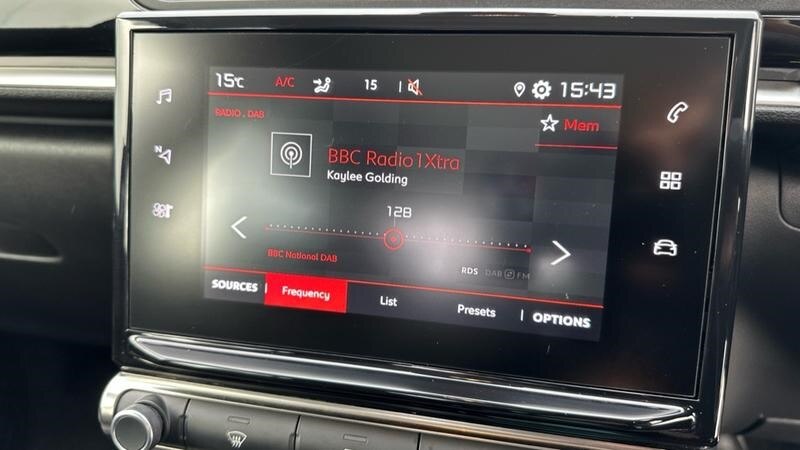 15°C A/C 15 15:43
RADIO . DAB
Mem
BBC Radio 1Xtra
Kaylee Golding
12B
BBC National DAB
RDS DAB FM
SOURCES Frequency List Presets OPTIONS
N